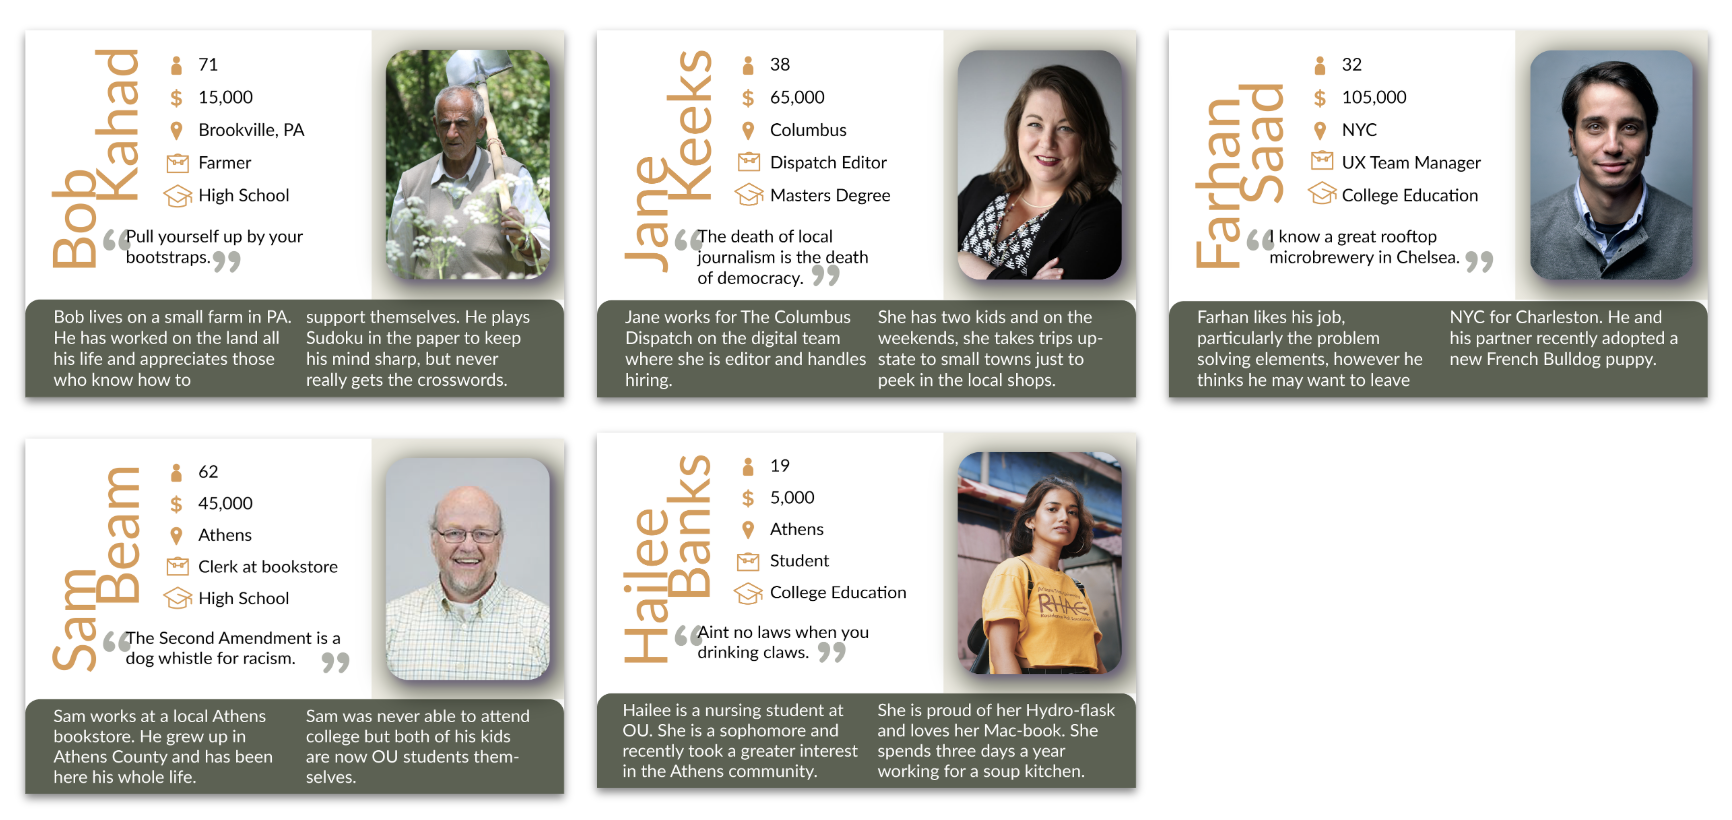 Bob
Kahad
71
$ 15,000
Brookville, PA
Farmer
High School
“Pull yourself up by your
bootstraps.”
Bob lives on a small farm in PA.
He has worked on the land all
his life and appreciates those
who know how to
support themselves. He plays
Sudoku in the paper to keep
his mind sharp, but never
really gets the crosswords.
Jane
Keeks
38
$ 65,000
Columbus
Dispatch Editor
Masters Degree
“The death of local
journalism is the death
of democracy.”
Jane works for The Columbus
Dispatch on the digital team
where she is editor and handles
hiring.
She has two kids and on the
weekends, she takes trips up-
state to small towns just to
peek in the local shops.
Farhan
Saad
32
$ 105,000
NYC
UX Team Manager
College Education
“I know a great rooftop
microbrewery in Chelsea.”
Farhan likes his job,
particularly the problem
solving elements, however he
thinks he may want to leave
NYC for Charleston. He and
his partner recently adopted a
new French Bulldog puppy.
Sam
Beam
62
$ 45,000
Athens
Clerk at bookstore
High School
“The Second Amendment is a
dog whistle for racism.”
Sam works at a local Athens
bookstore. He grew up in
Athens County and has been
here his whole life.
Sam was never able to attend
college but both of his kids
are now OU students them-
selves.
Hailee
Banks
19
$ 5,000
Athens
Student
College Education
“Aint no laws when you
drinking claws.”
RHAE
Hailee is a nursing student at
OU. She is a sophomore and
recently took a greater interest
in the Athens community.
She is proud of her Hydro-flask
and loves her Mac-book. She
spends three days a year
working for a soup kitchen.